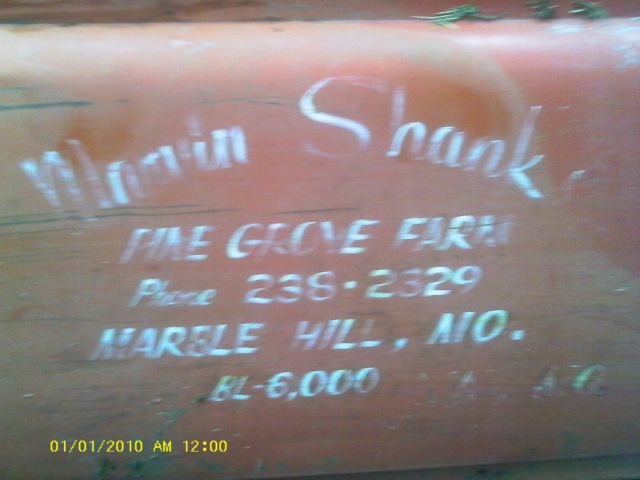 Marvin Shank
PINE GROVE FARM
Phone 238-2329
MARBLE HILL, MO.
BL-6,000
01/01/2010 AM 12:00